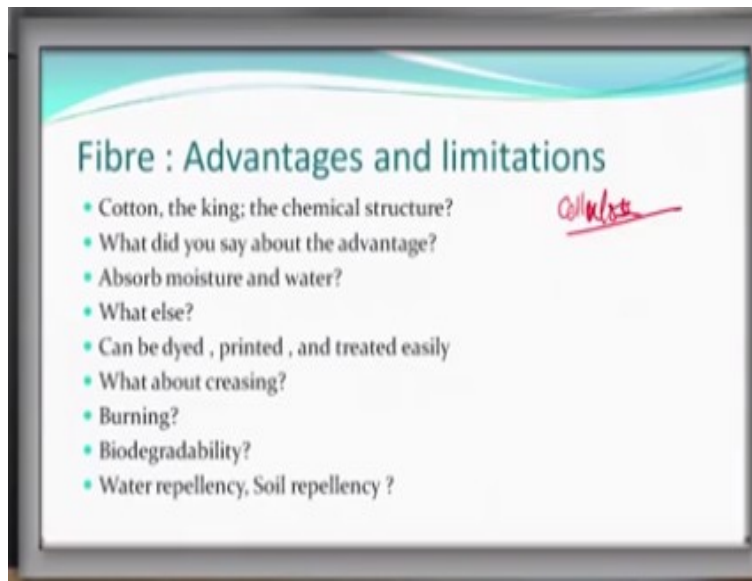 Fibre : Advantages and limitations
• Cotton, the king; the chemical structure?
Cellulose
• What did you say about the advantage?
• Absorb moisture and water?
• What else?
• Can be dyed , printed , and treated easily
• What about creasing?
• Burning?
• Biodegradability?
• Water repellency, Soil repellency ?